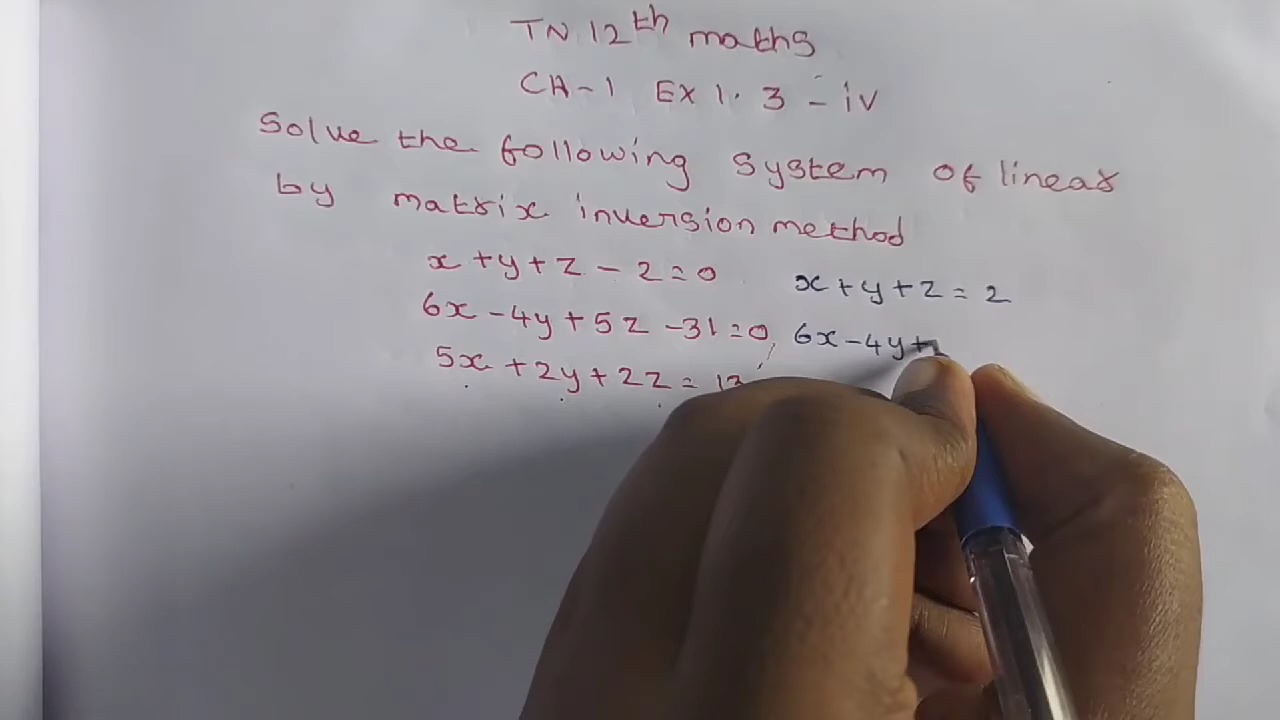 TN 12th maths
CH-1 EX 1.3 - iv
Solve the following system of linear
by matrix inversion method
x + y + z - 2 = 0
6x - 4y + 5z - 31 = 0,
5x + 2y + 2z = 13
x + y + z = 2
6x - 4y +